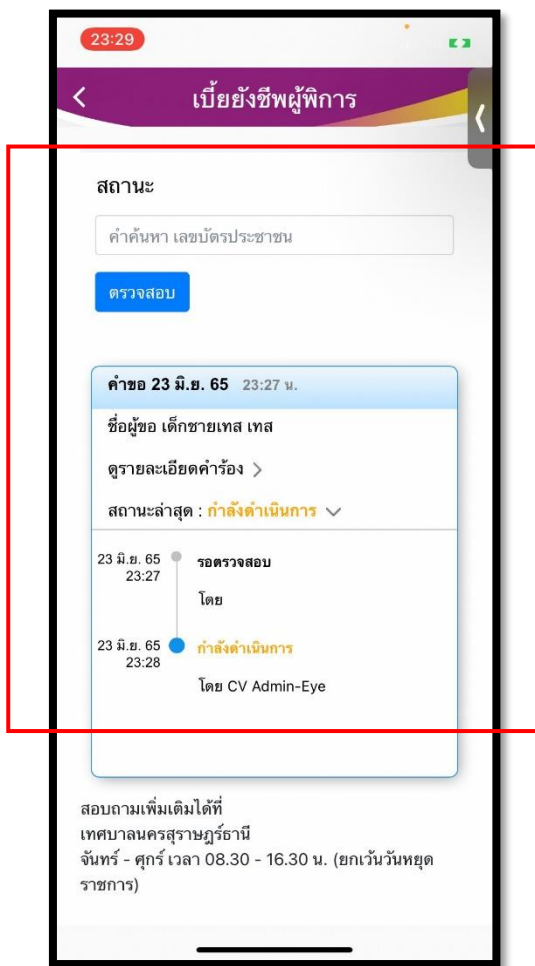 23:29
เบี้ยยังชีพผู้พิการ
สถานะ
คำค้นหา เลขบัตรประชาชน
ตรวจสอบ
คำขอ 23 มิ.ย. 65 23:27 น.
ชื่อผู้ขอ เด็กชายเทส เทส
ดูรายละเอียดคำร้อง >
สถานะล่าสุด : กำลังดำเนินการ
23 มิ.ย. 65 รอตรวจสอบ
23:27
โดย
23 มิ.ย. 65 กำลังดำเนินการ
23:28
โดย CV Admin-Eye
สอบถามเพิ่มเติมได้ที่
เทศบาลนครสุราษฎร์ธานี
จันทร์ - ศุกร์ เวลา 08.30 - 16.30 น. (ยกเว้นวันหยุด
ราชการ)